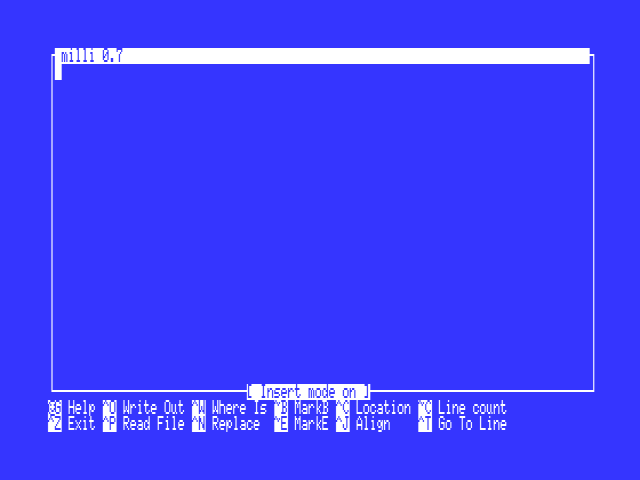 milli 0.7
[ Insert mode on ]
^G Help ^O Write Out ^W Where Is ^B MarkB ^C Location ^C Line count
^Z Exit ^P Read File ^N Replace ^E MarkE ^J Align ^T Go To Line